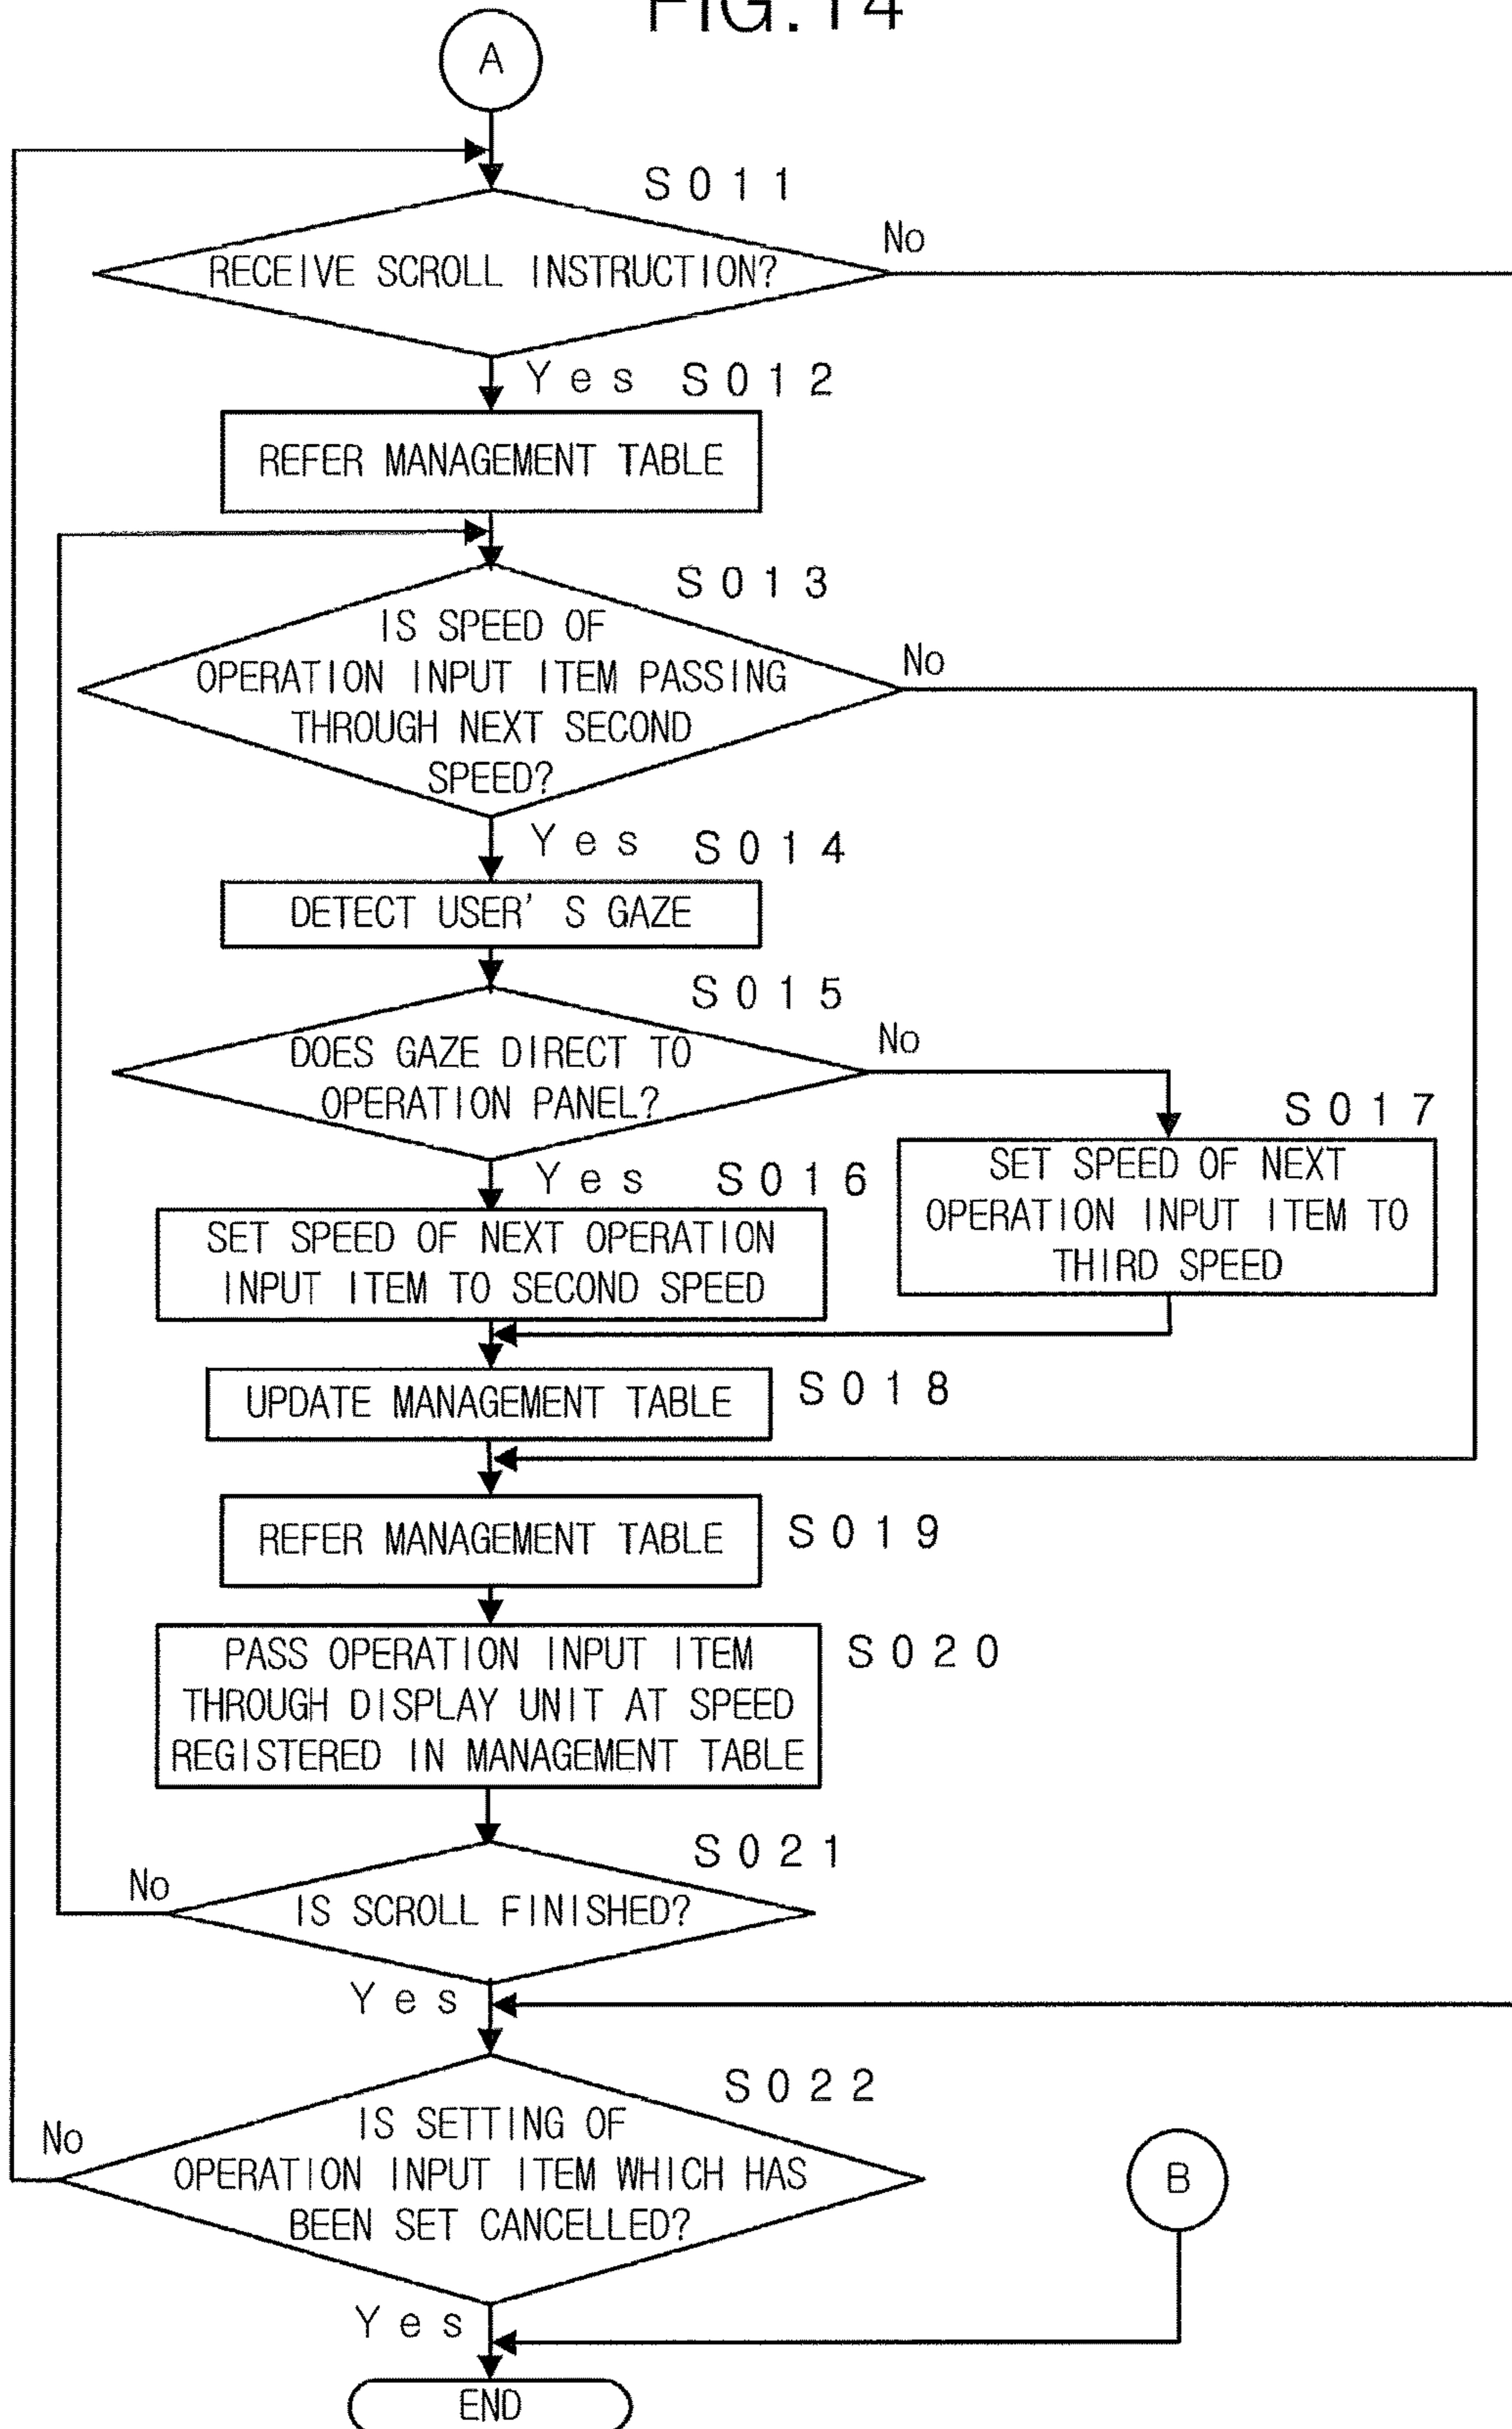 FIG.14
A
S011
RECEIVE SCROLL INSTRUCTION?
No
Yes
S012
REFER MANAGEMENT TABLE
S013
IS SPEED OF
OPERATION INPUT ITEM PASSING
THROUGH NEXT SECOND
SPEED?
No
Yes
S014
DETECT USER'S GAZE
S015
DOES GAZE DIRECT TO
OPERATION PANEL?
No
Yes
S016
SET SPEED OF NEXT OPERATION
INPUT ITEM TO SECOND SPEED
S017
SET SPEED OF NEXT
OPERATION INPUT ITEM TO
THIRD SPEED
UPDATE MANAGEMENT TABLE
S018
REFER MANAGEMENT TABLE
S019
PASS OPERATION INPUT ITEM
THROUGH DISPLAY UNIT AT SPEED
REGISTERED IN MANAGEMENT TABLE
S020
S021
No
IS SCROLL FINISHED?
Yes
S022
No
IS SETTING OF
OPERATION INPUT ITEM WHICH HAS
BEEN SET CANCELLED?
B
Yes
END